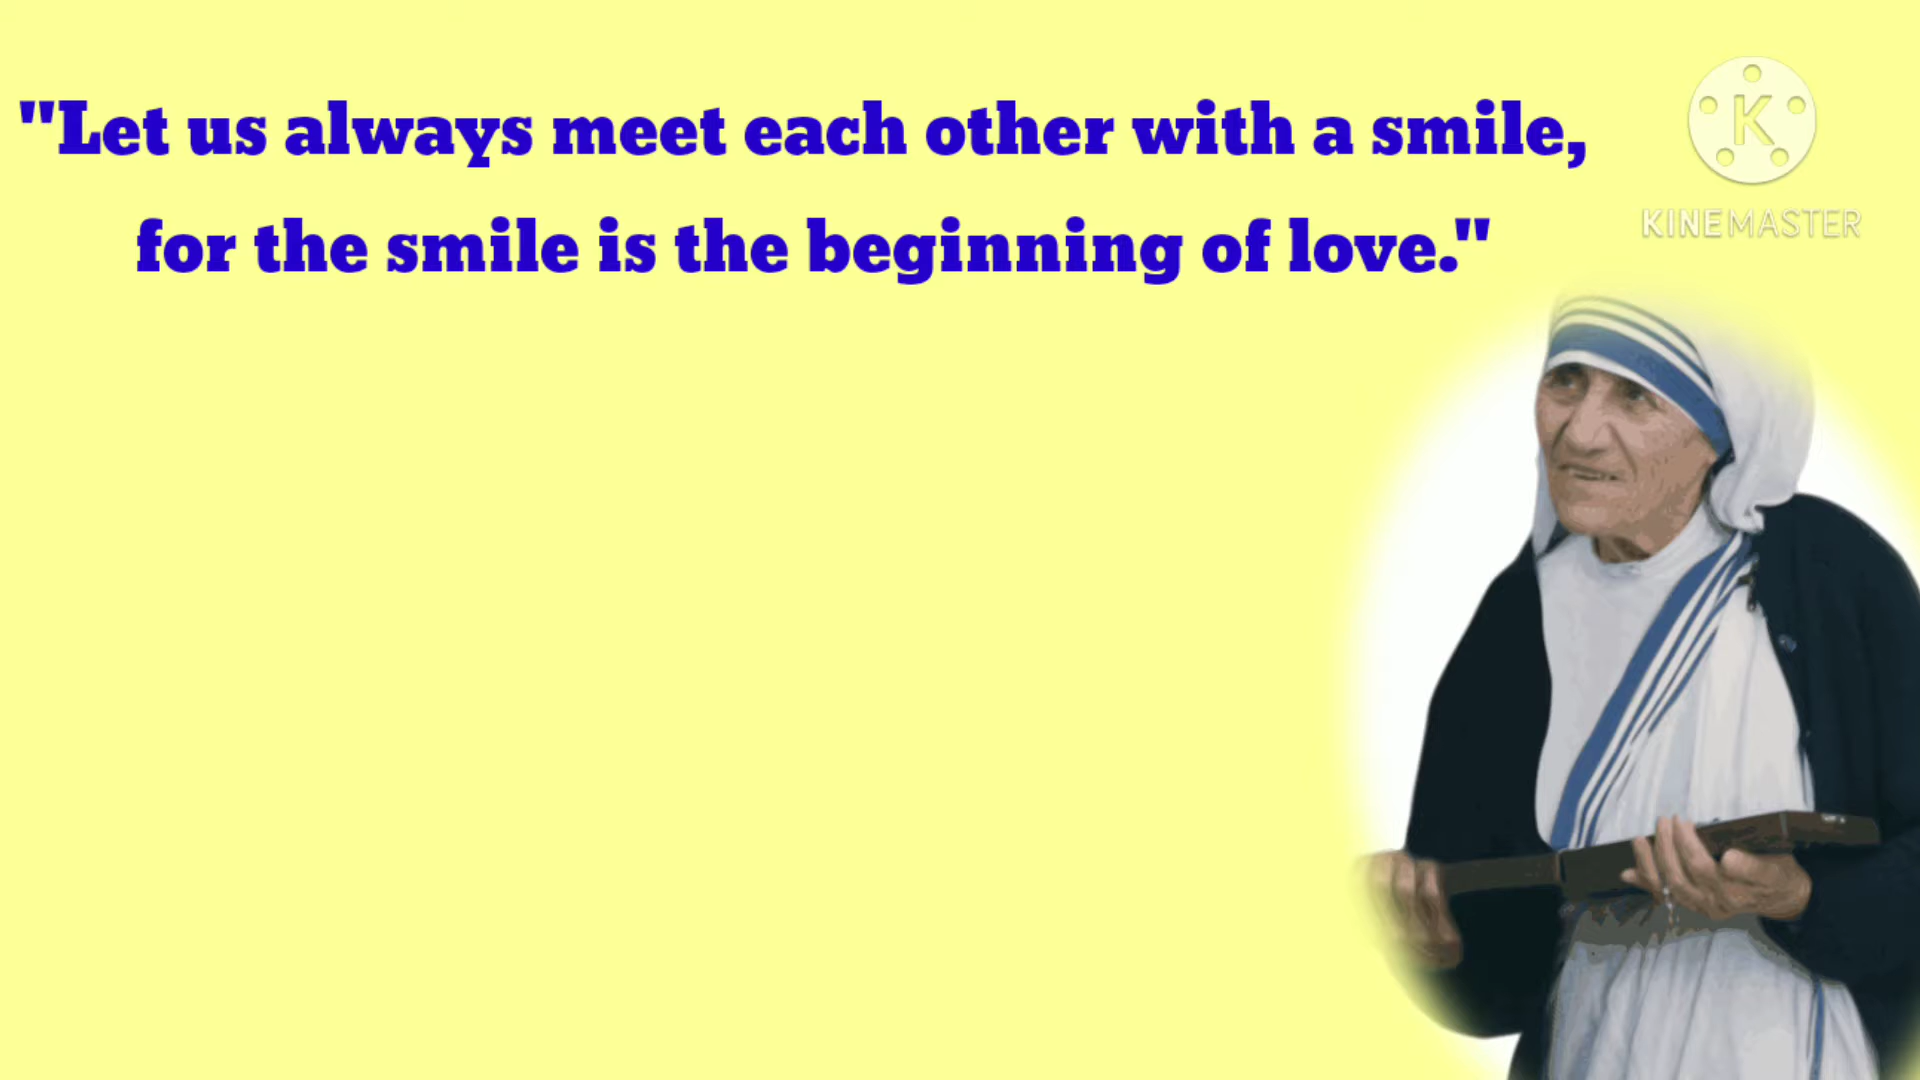 "Let us always meet each other with a smile,
for the smile is the beginning of love."
K
KINEMASTER